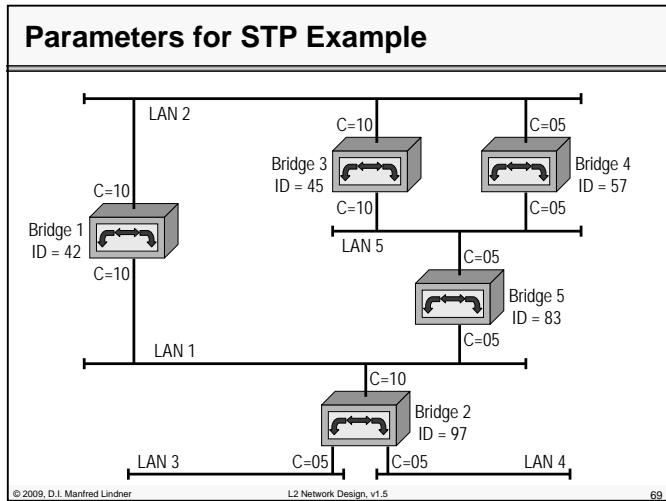 Parameters for STP Example
LAN 2
C=10
C=05
Bridge 3
ID = 45
Bridge 4
ID = 57
C=10
C=10
C=05
Bridge 1
ID = 42
LAN 5
C=10
C=05
Bridge 5
ID = 83
C=05
LAN 1
C=10
Bridge 2
ID = 97
LAN 3
C=05
C=05
LAN 4
© 2009, D.I. Manfred Lindner
L2 Network Design, v1.5
69